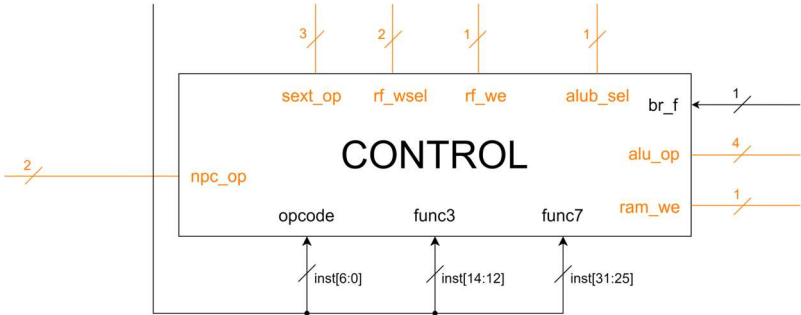 3 2 1 1
sext_op rf_wsel rf_we alub_sel
1
br_f
CONTROL
4
alu_op
2
npc_op
1
ram_we
opcode func3 func7
inst[6:0] inst[14:12] inst[31:25]